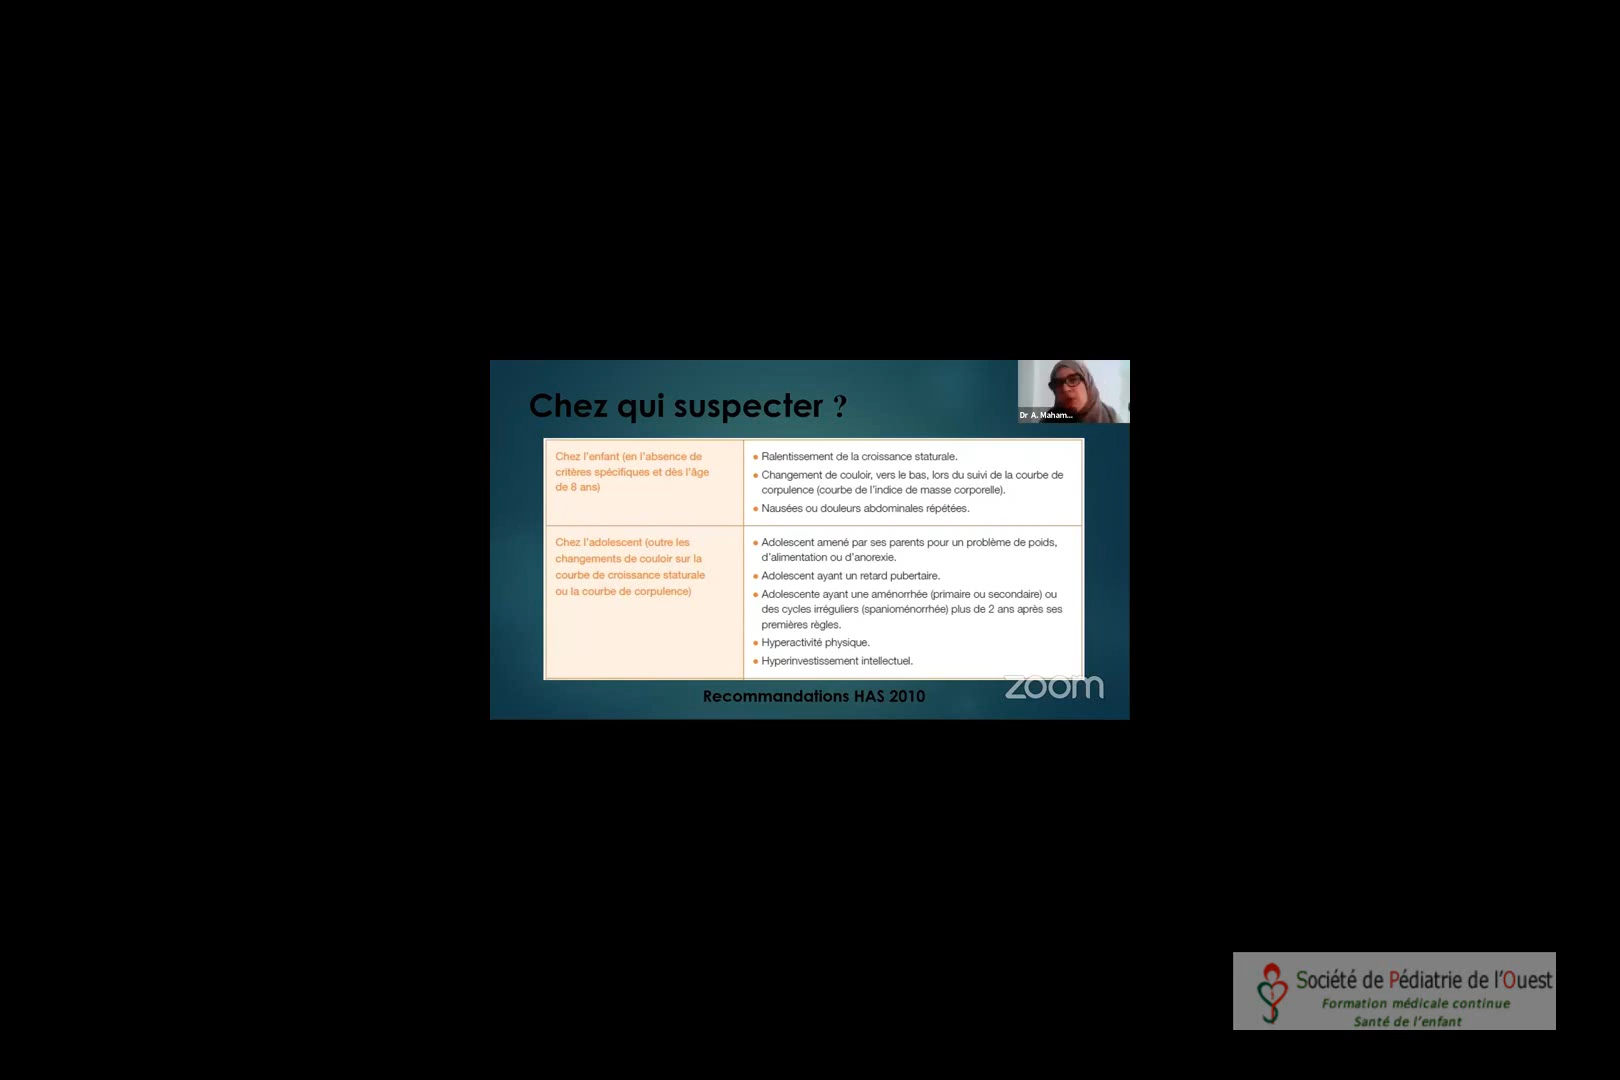 Chez qui suspecter ?
Dr A. Maham...
Chez l'enfant (en l'absence de
critères spécifiques et dès l'âge
de 8 ans)
• Ralentissement de la croissance staturale.
• Changement de couloir, vers le bas, lors du suivi de la courbe de
corpulence (courbe de l'indice de masse corporelle).
• Nausées ou douleurs abdominales répétées.
Chez l'adolescent (outre les
changements de couloir sur la
courbe de croissance staturale
ou la courbe de corpulence)
• Adolescent amené par ses parents pour un problème de poids,
d'alimentation ou d'anorexie.
• Adolescent ayant un retard pubertaire.
• Adolescente ayant une aménorrhée (primaire ou secondaire) ou
des cycles irréguliers (spanioménorrhée) plus de 2 ans après ses
premières règles.
• Hyperactivité physique.
• Hyperinvestissement intellectuel.
zoom
Recommandations HAS 2010
Société de Pédiatrie de l'Ouest
Formation médicale continue
Santé de l'enfant